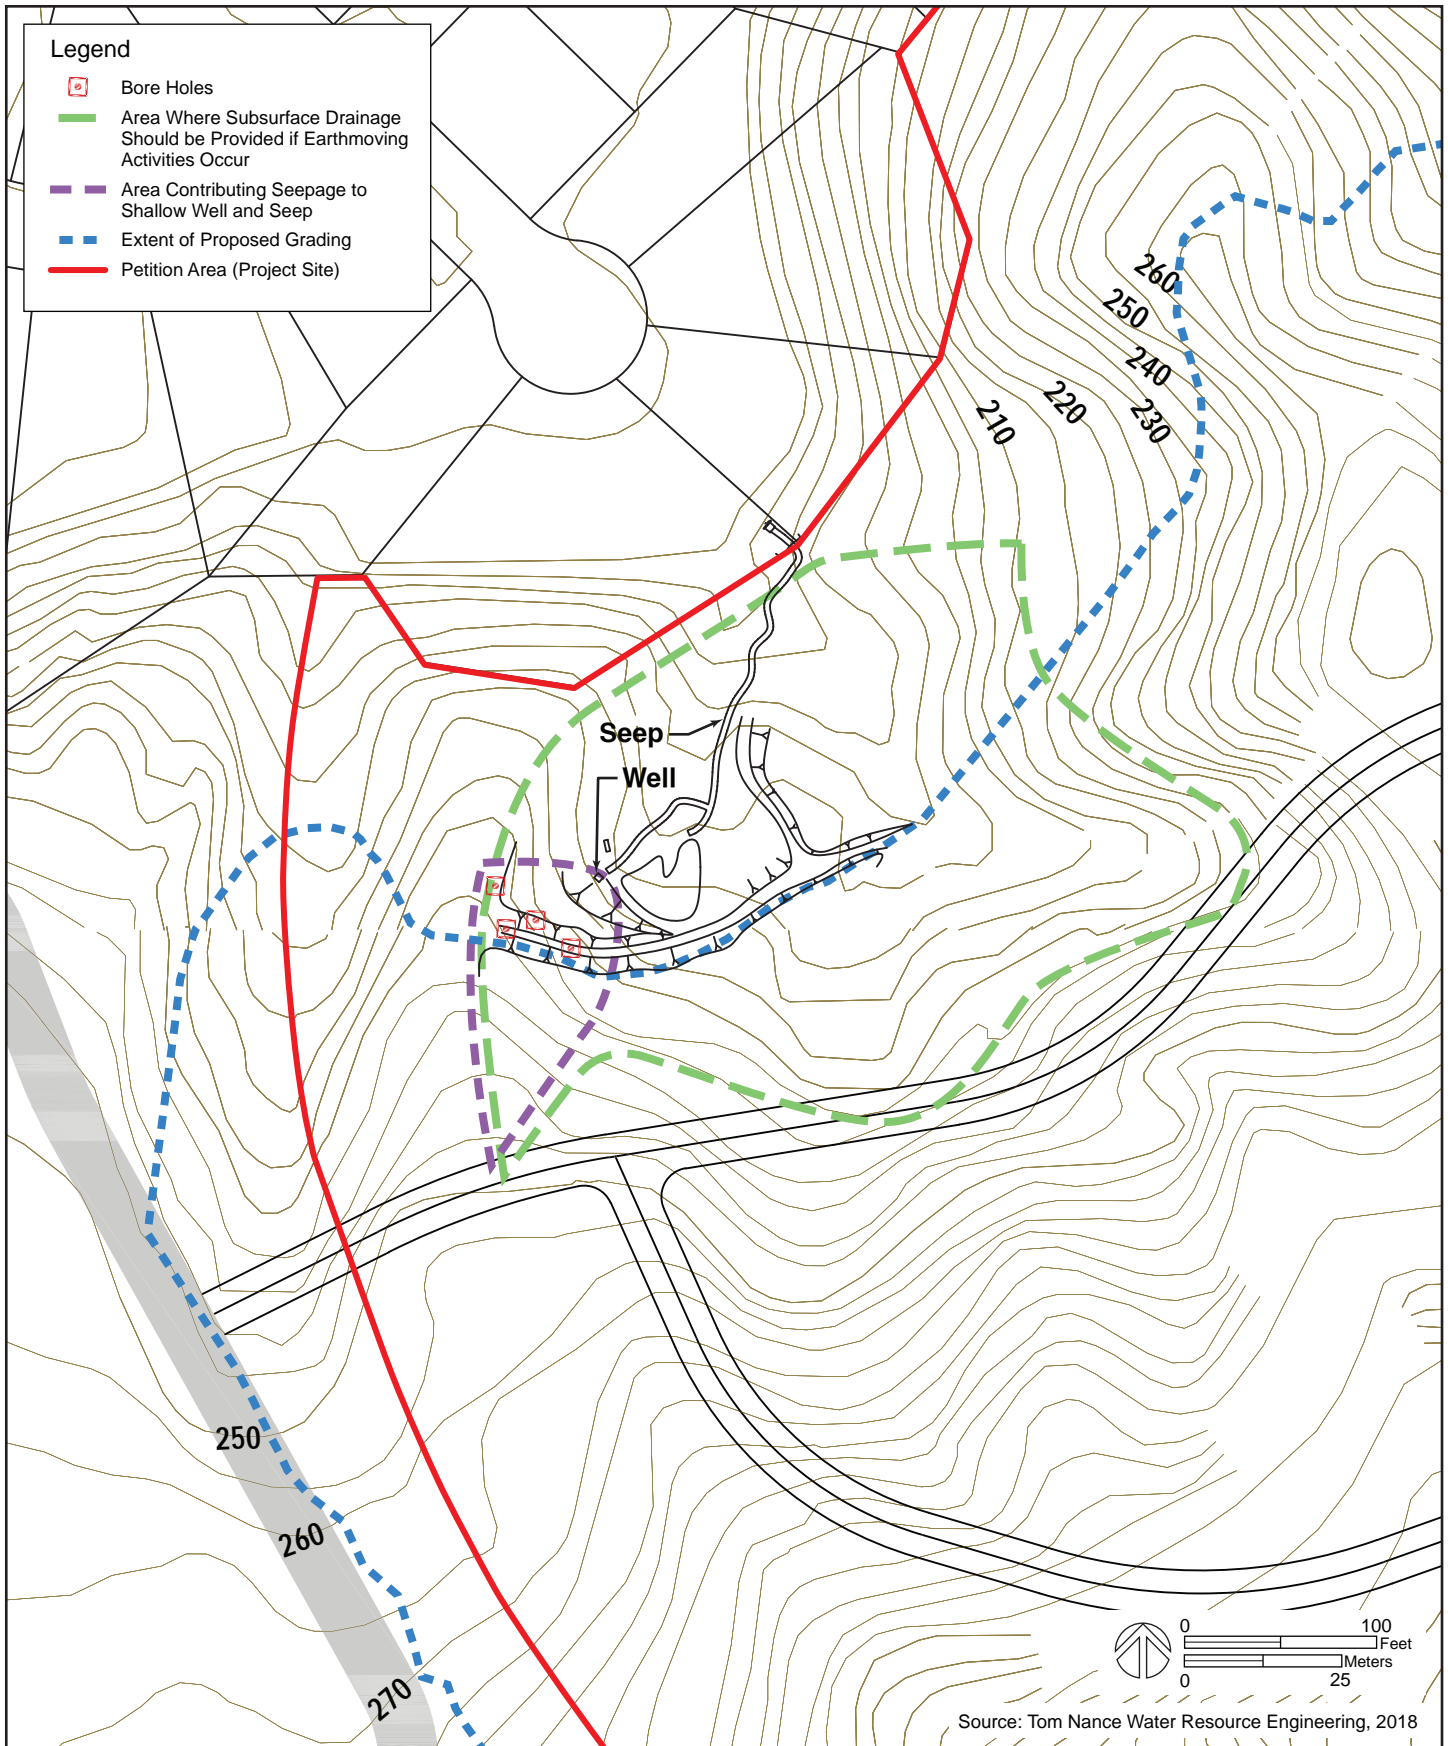 Legend
Bore Holes
Area Where Subsurface Drainage
Should be Provided if Earthmoving
Activities Occur
Area Contributing Seepage to
Shallow Well and Seep
Extent of Proposed Grading
Petition Area (Project Site)
260
250
240
230
220
210
Seep
Well
250
260
270
0 100
Feet
Meters
0 25
Source: Tom Nance Water Resource Engineering, 2018